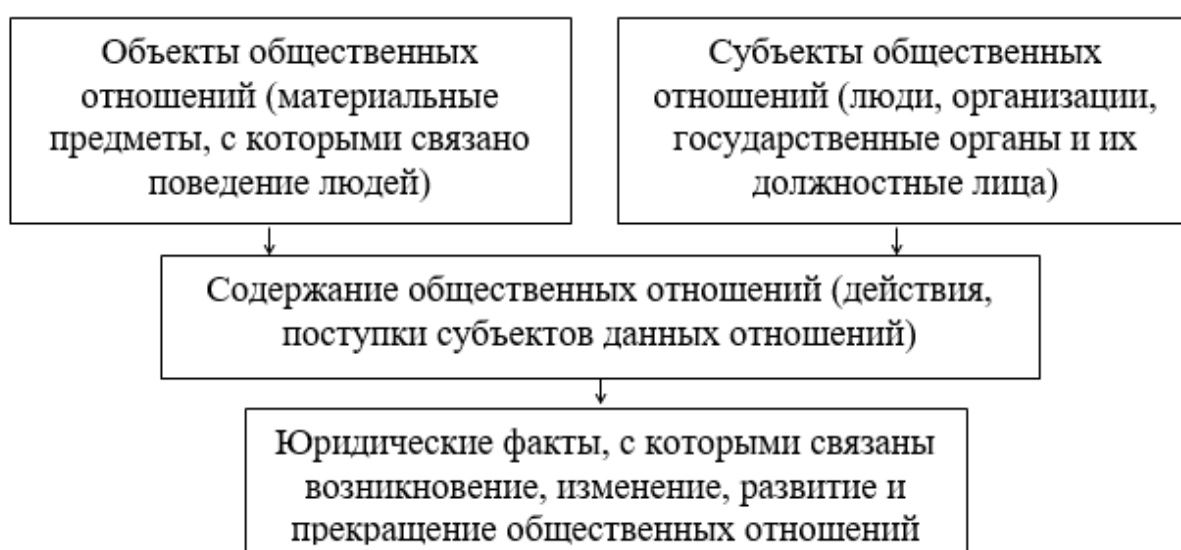 Объекты общественных
отношений (материальные
предметы, с которыми связано
поведение людей)
Субъекты общественных
отношений (люди, организации,
государственные органы и их
должностные лица)
Содержание общественных отношений (действия,
поступки субъектов данных отношений)
Юридические факты, с которыми связаны
возникновение, изменение, развитие и
прекращение общественных отношений